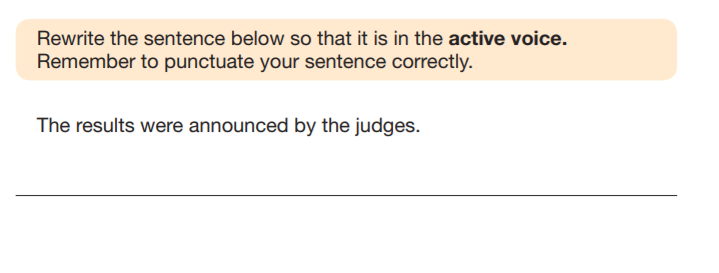 Rewrite the sentence below so that it is in the active voice.
Remember to punctuate your sentence correctly.
The results were announced by the judges.